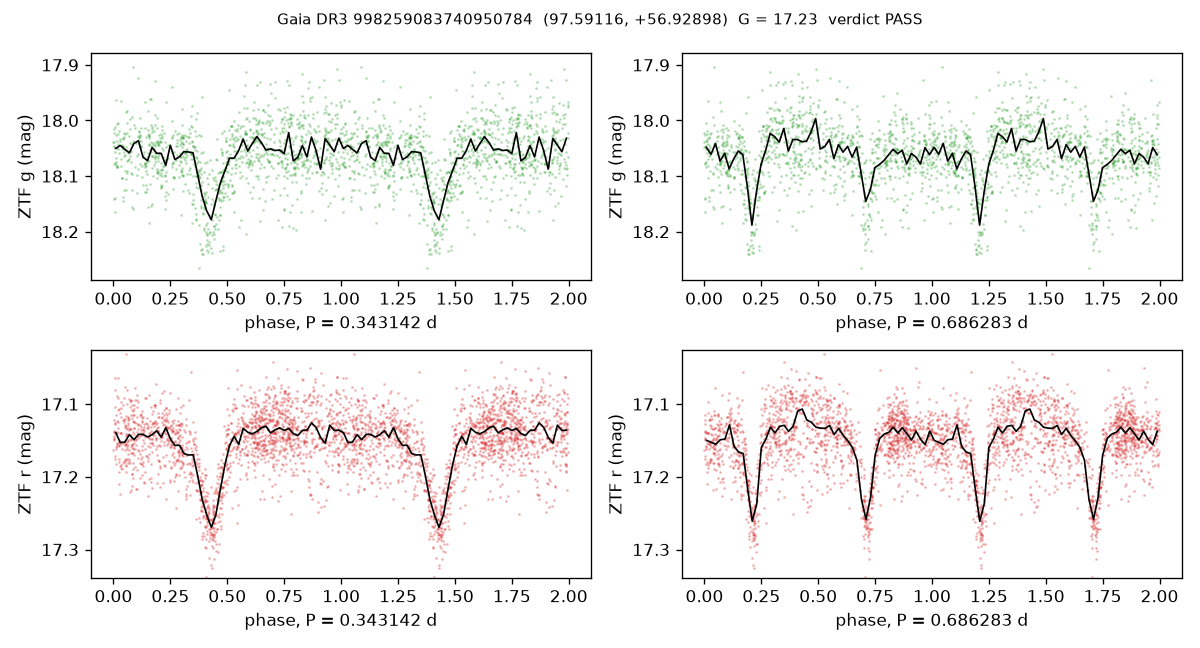 Gaia DR3 998259083740950784  (97.59116, +56.92898)  G = 17.23  verdict PASS
ZTF g (mag)
17.9
18.0
18.1
18.2
0.00 0.25 0.50 0.75 1.00 1.25 1.50 1.75 2.00
phase, P = 0.343142 d
ZTF g (mag)
17.9
18.0
18.1
18.2
0.00 0.25 0.50 0.75 1.00 1.25 1.50 1.75 2.00
phase, P = 0.686283 d
ZTF r (mag)
17.1
17.2
17.3
0.00 0.25 0.50 0.75 1.00 1.25 1.50 1.75 2.00
phase, P = 0.343142 d
ZTF r (mag)
17.1
17.2
17.3
0.00 0.25 0.50 0.75 1.00 1.25 1.50 1.75 2.00
phase, P = 0.686283 d